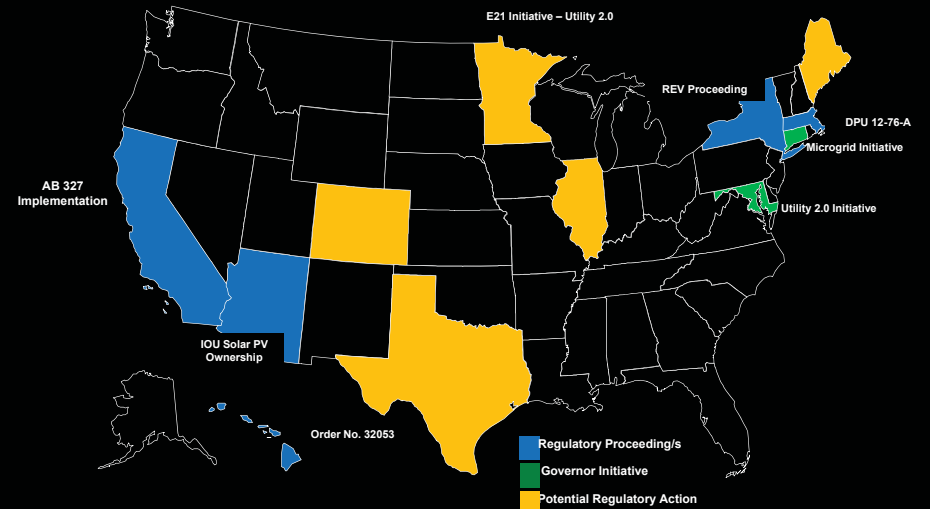 E21 Initiative – Utility 2.0
REV Proceeding
DPU 12-76-A
Microgrid Initiative
AB 327
Implementation
Utility 2.0 Initiative
IOU Solar PV
Ownership
Order No. 32053
Regulatory Proceeding/s
Governor Initiative
Potential Regulatory Action